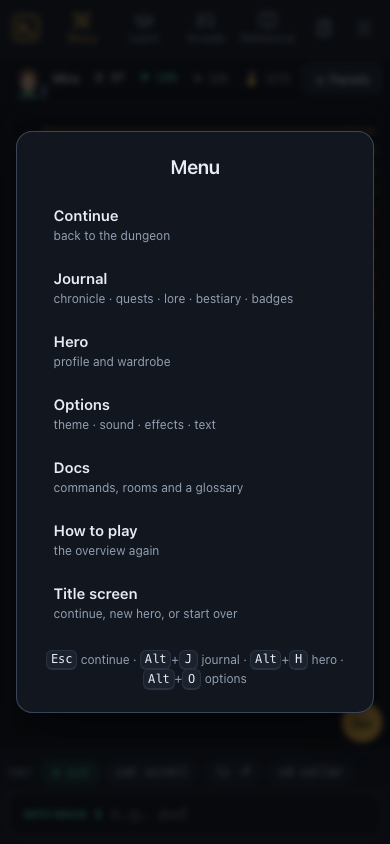 Menu
Continue
back to the dungeon
Journal
chronicle · quests · lore · bestiary · badges
Hero
profile and wardrobe
Options
theme · sound · effects · text
Docs
commands, rooms and a glossary
How to play
the overview again
Title screen
continue, new hero, or start over
Esc continue · Alt+J journal · Alt+H hero ·
Alt+O options